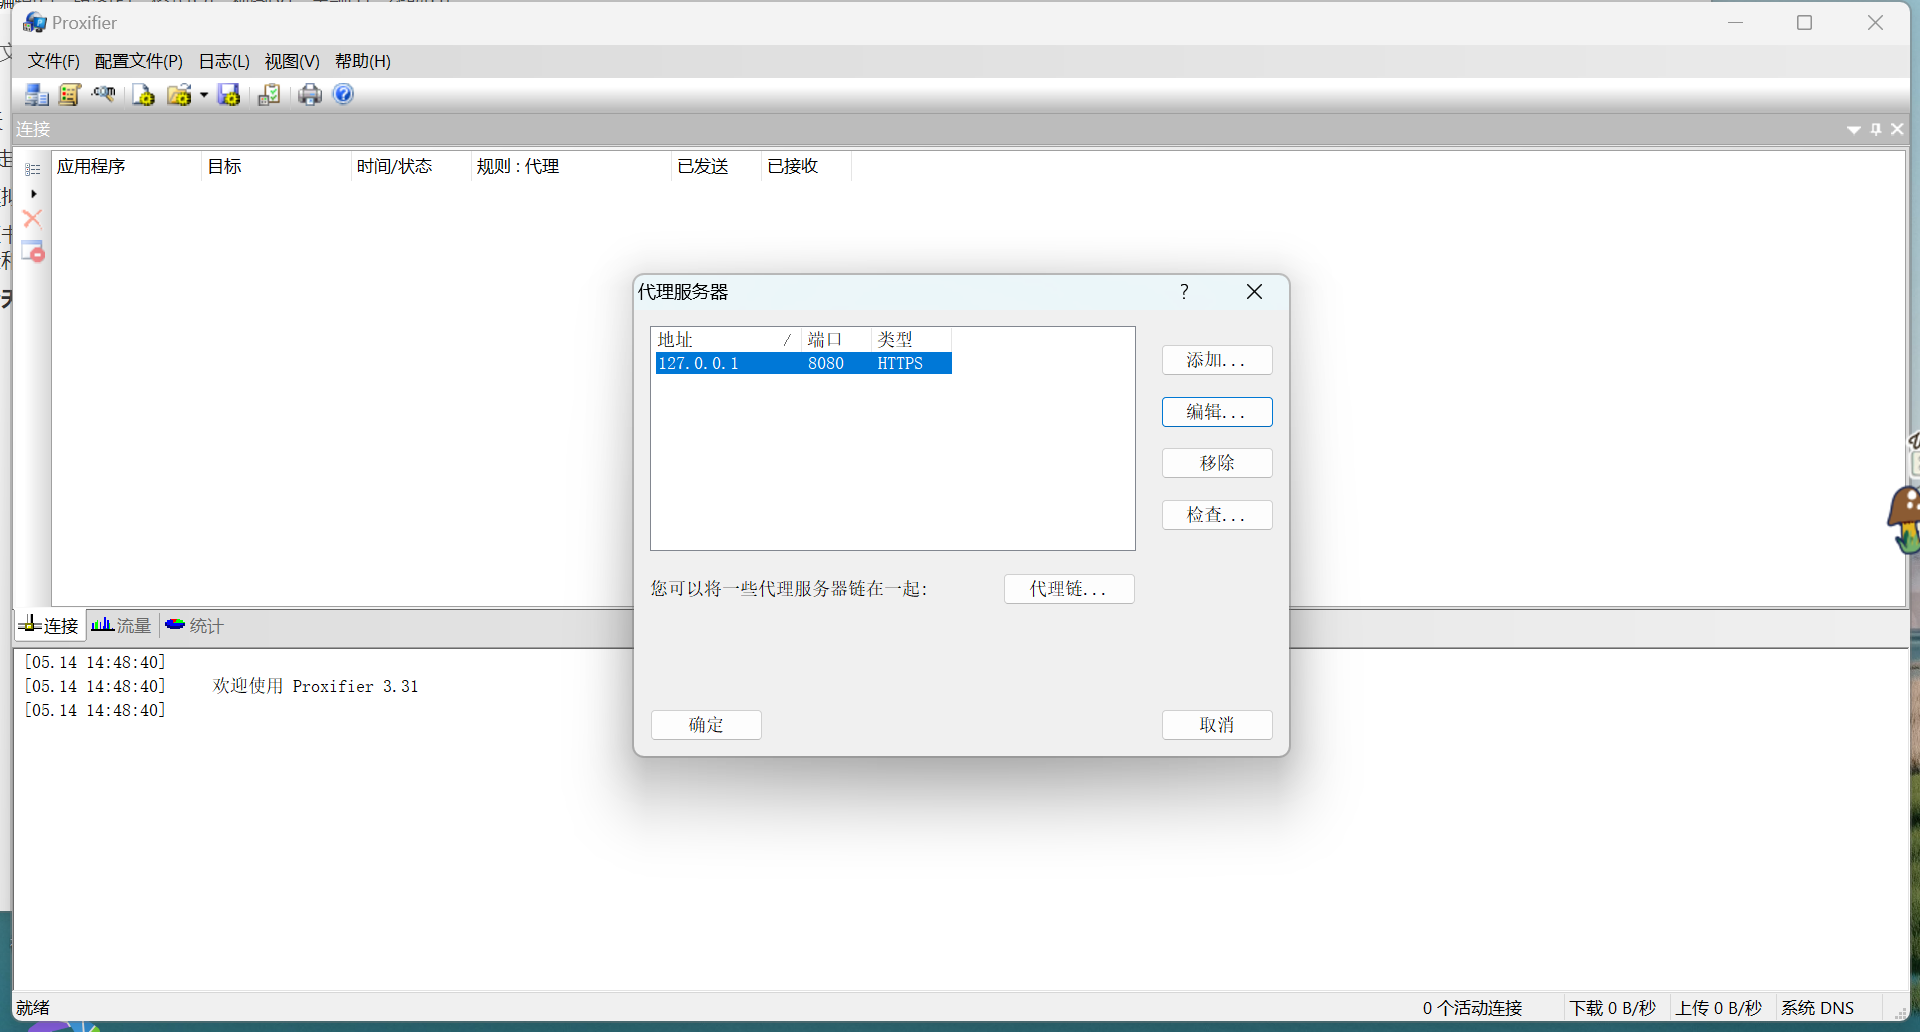 Proxifier
文件(F) 配置文件(P) 日志(L) 视图(V) 帮助(H)
连接
应用程序 目标 时间/状态 规则 : 代理 已发送 已接收
代理服务器 ?
地址 / 端口 类型
127.0.0.1 8080 HTTPS
添加...
编辑...
移除
检查...
您可以将一些代理服务器链在一起: 代理链...
确定 取消
连接 流量 统计
[05.14 14:48:40]
[05.14 14:48:40] 欢迎使用 Proxifier 3.31
[05.14 14:48:40]
就绪 0 个活动连接 下载 0 B/秒 上传 0 B/秒 系统 DNS